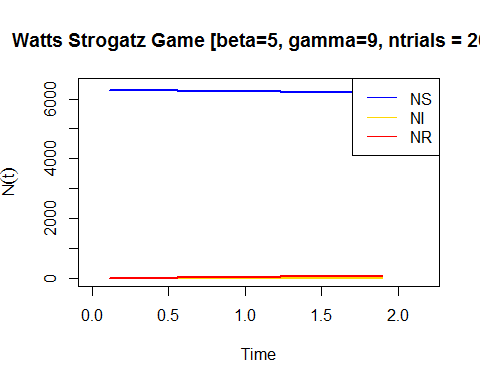 Watts Strogatz Game [beta=5, gamma=9, ntrials = 20
N(t)
6000
4000
2000
0
NS
NI
NR
0.0 0.5 1.0 1.5 2.0
Time